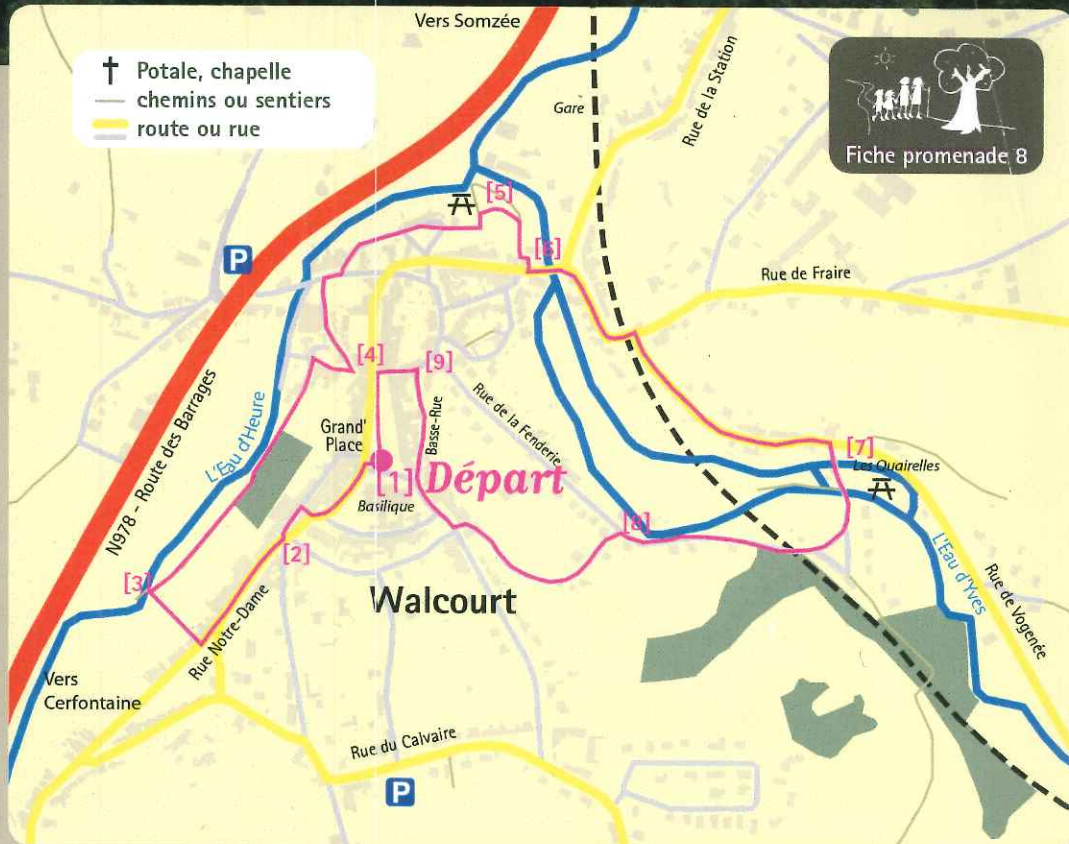 Vers Somzée
Potale, chapelle
chemins ou sentiers
route ou rue
Gare
Rue de la Station
Fiche promenade 8
[5]
P
[6]
Rue de Fraire
N978 - Route des Barrages
L'Eau d'Heure
[4]
[9]
Grand'
Place
Basse-Rue
Rue de la Fenderie
[1] Départ
Basilique
[7]
Les Quairelles
[8]
[2]
[3]
Walcourt
L'Eau d'Yves
Rue de Vogenée
Rue Notre-Dame
Vers
Cerfontaine
Rue du Calvaire
P